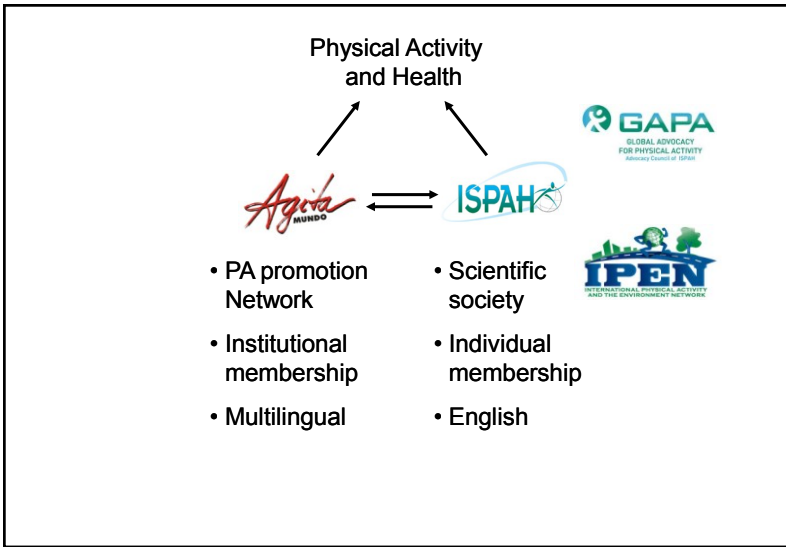 Physical Activity
and Health
Agita
MUNDO
ISPAH
GAPA
GLOBAL ADVOCACY
FOR PHYSICAL ACTIVITY
Advocacy Council of ISPAH
IPEN
INTERNATIONAL PHYSICAL ACTIVITY
AND THE ENVIRONMENT NETWORK
• PA promotion
Network
• Institutional
membership
• Multilingual
• Scientific
society
• Individual
membership
• English